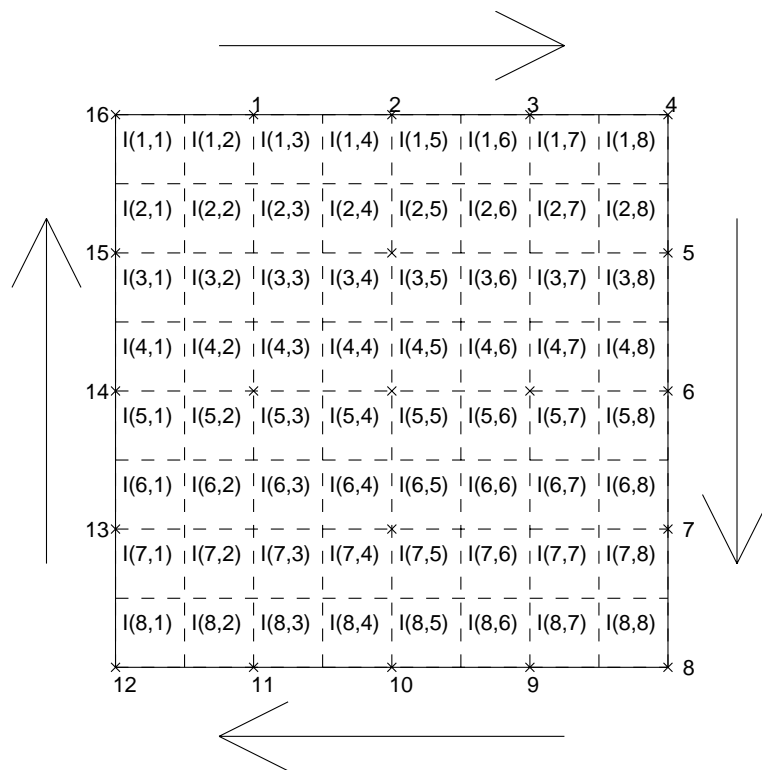 1 2 3 4
16
I(1,1) I(1,2) I(1,3) I(1,4) I(1,5) I(1,6) I(1,7) I(1,8)
I(2,1) I(2,2) I(2,3) I(2,4) I(2,5) I(2,6) I(2,7) I(2,8)
15 5
I(3,1) I(3,2) I(3,3) I(3,4) I(3,5) I(3,6) I(3,7) I(3,8)
I(4,1) I(4,2) I(4,3) I(4,4) I(4,5) I(4,6) I(4,7) I(4,8)
14 6
I(5,1) I(5,2) I(5,3) I(5,4) I(5,5) I(5,6) I(5,7) I(5,8)
I(6,1) I(6,2) I(6,3) I(6,4) I(6,5) I(6,6) I(6,7) I(6,8)
13 7
I(7,1) I(7,2) I(7,3) I(7,4) I(7,5) I(7,6) I(7,7) I(7,8)
I(8,1) I(8,2) I(8,3) I(8,4) I(8,5) I(8,6) I(8,7) I(8,8)
8
12 11 10 9